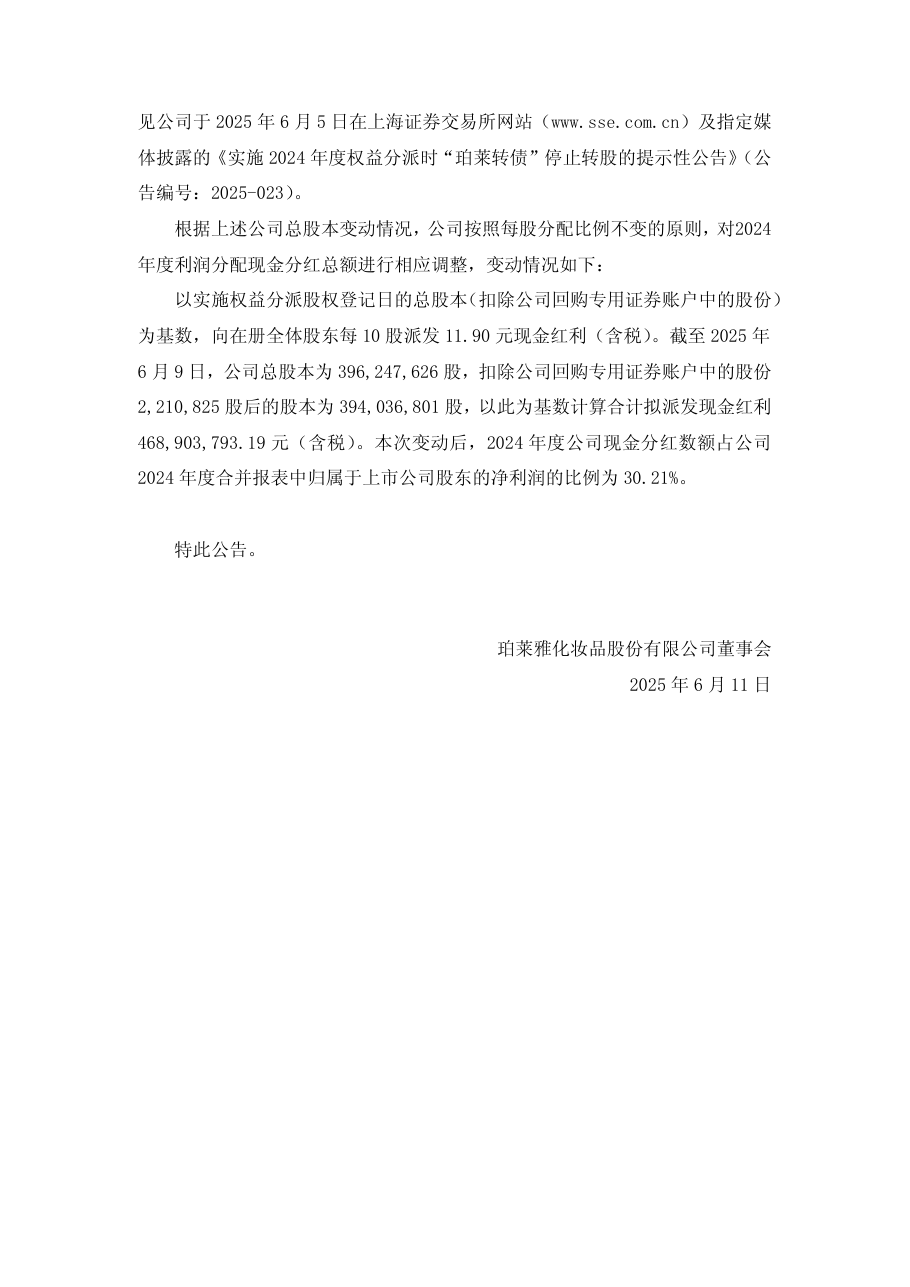 见公司于 2025 年 6 月 5 日在上海证券交易所网站（www.sse.com.cn）及指定媒
体披露的《实施 2024 年度权益分派时“珀莱转债”停止转股的提示性公告》（公
告编号：2025-023）。
根据上述公司总股本变动情况，公司按照每股分配比例不变的原则，对2024
年度利润分配现金分红总额进行相应调整，变动情况如下：
以实施权益分派股权登记日的总股本（扣除公司回购专用证券账户中的股份）
为基数，向在册全体股东每 10 股派发 11.90 元现金红利（含税）。截至 2025 年
6 月 9 日，公司总股本为 396,247,626 股，扣除公司回购专用证券账户中的股份
2,210,825 股后的股本为 394,036,801 股，以此为基数计算合计拟派发现金红利
468,903,793.19 元（含税）。本次变动后，2024 年度公司现金分红数额占公司
2024 年度合并报表中归属于上市公司股东的净利润的比例为 30.21%。
特此公告。
珀莱雅化妆品股份有限公司董事会
2025 年 6 月 11 日